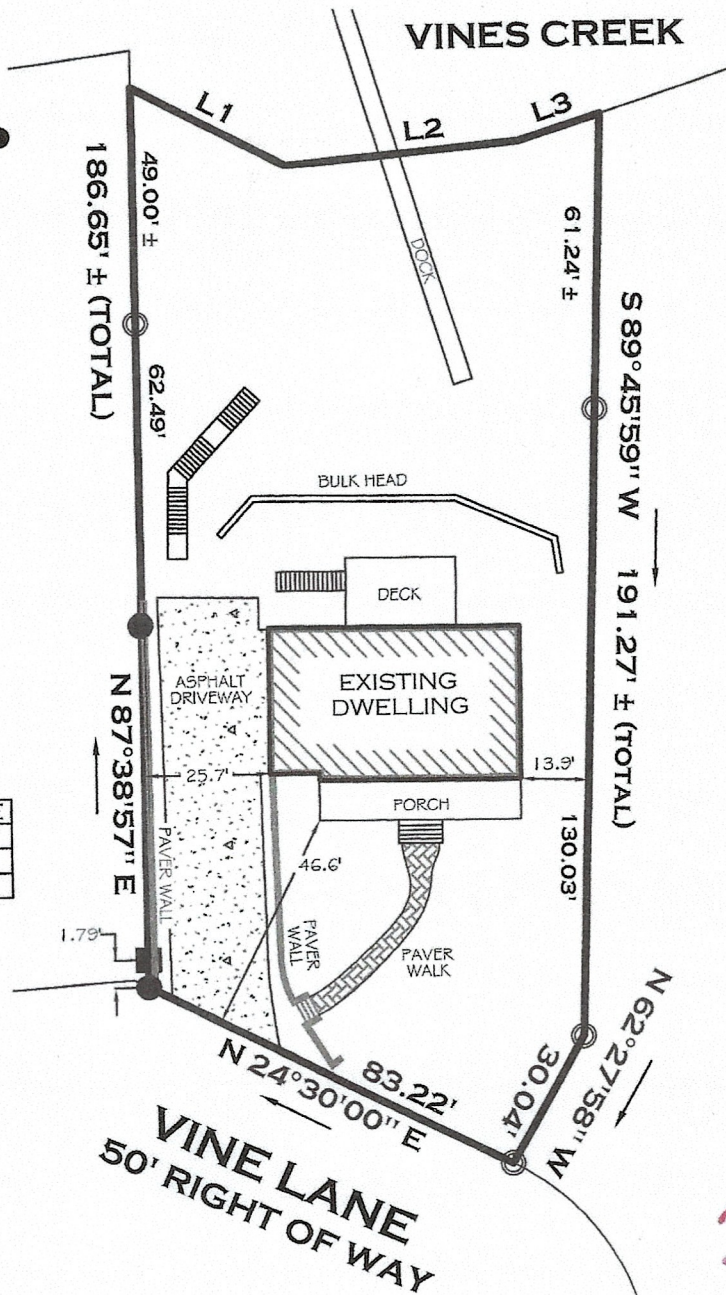 VINES CREEK
L1
L2
L3
DOCK
49.00' ±
186.65' ± (TOTAL)
61.24' ±
S 89°45'59" W 191.27' ± (TOTAL)
62.49'
BULK HEAD
DECK
ASPHALT
DRIVEWAY
EXISTING
DWELLING
N 87°38'57" E
25.7'
13.9'
PORCH
130.03'
46.6'
PAVER WALL
PAVER
WALL
PAVER
WALK
1.79'
N 62°27'58" W
30.04'
83.22'
N 24°30'00" E
VINE LANE
50' RIGHT OF WAY